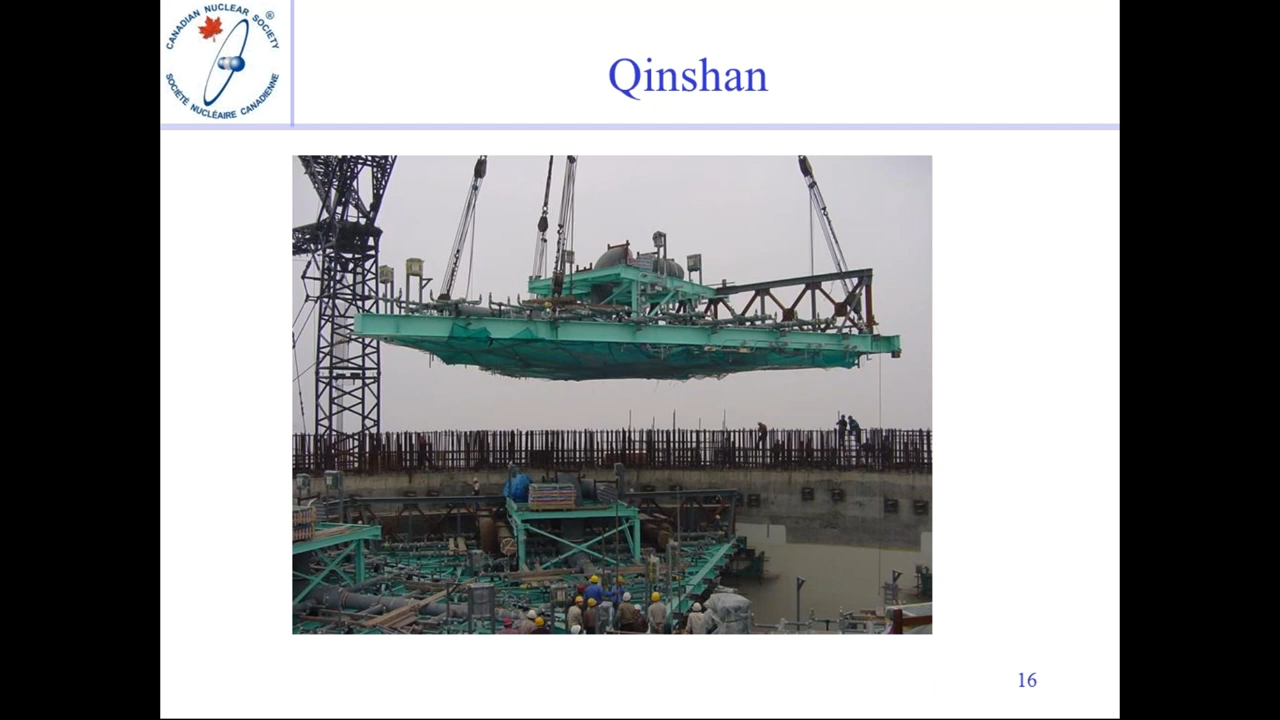 CANADIAN NUCLEAR SOCIETY ®
SOCIÉTÉ NUCLÉAIRE CANADIENNE
Qinshan
16